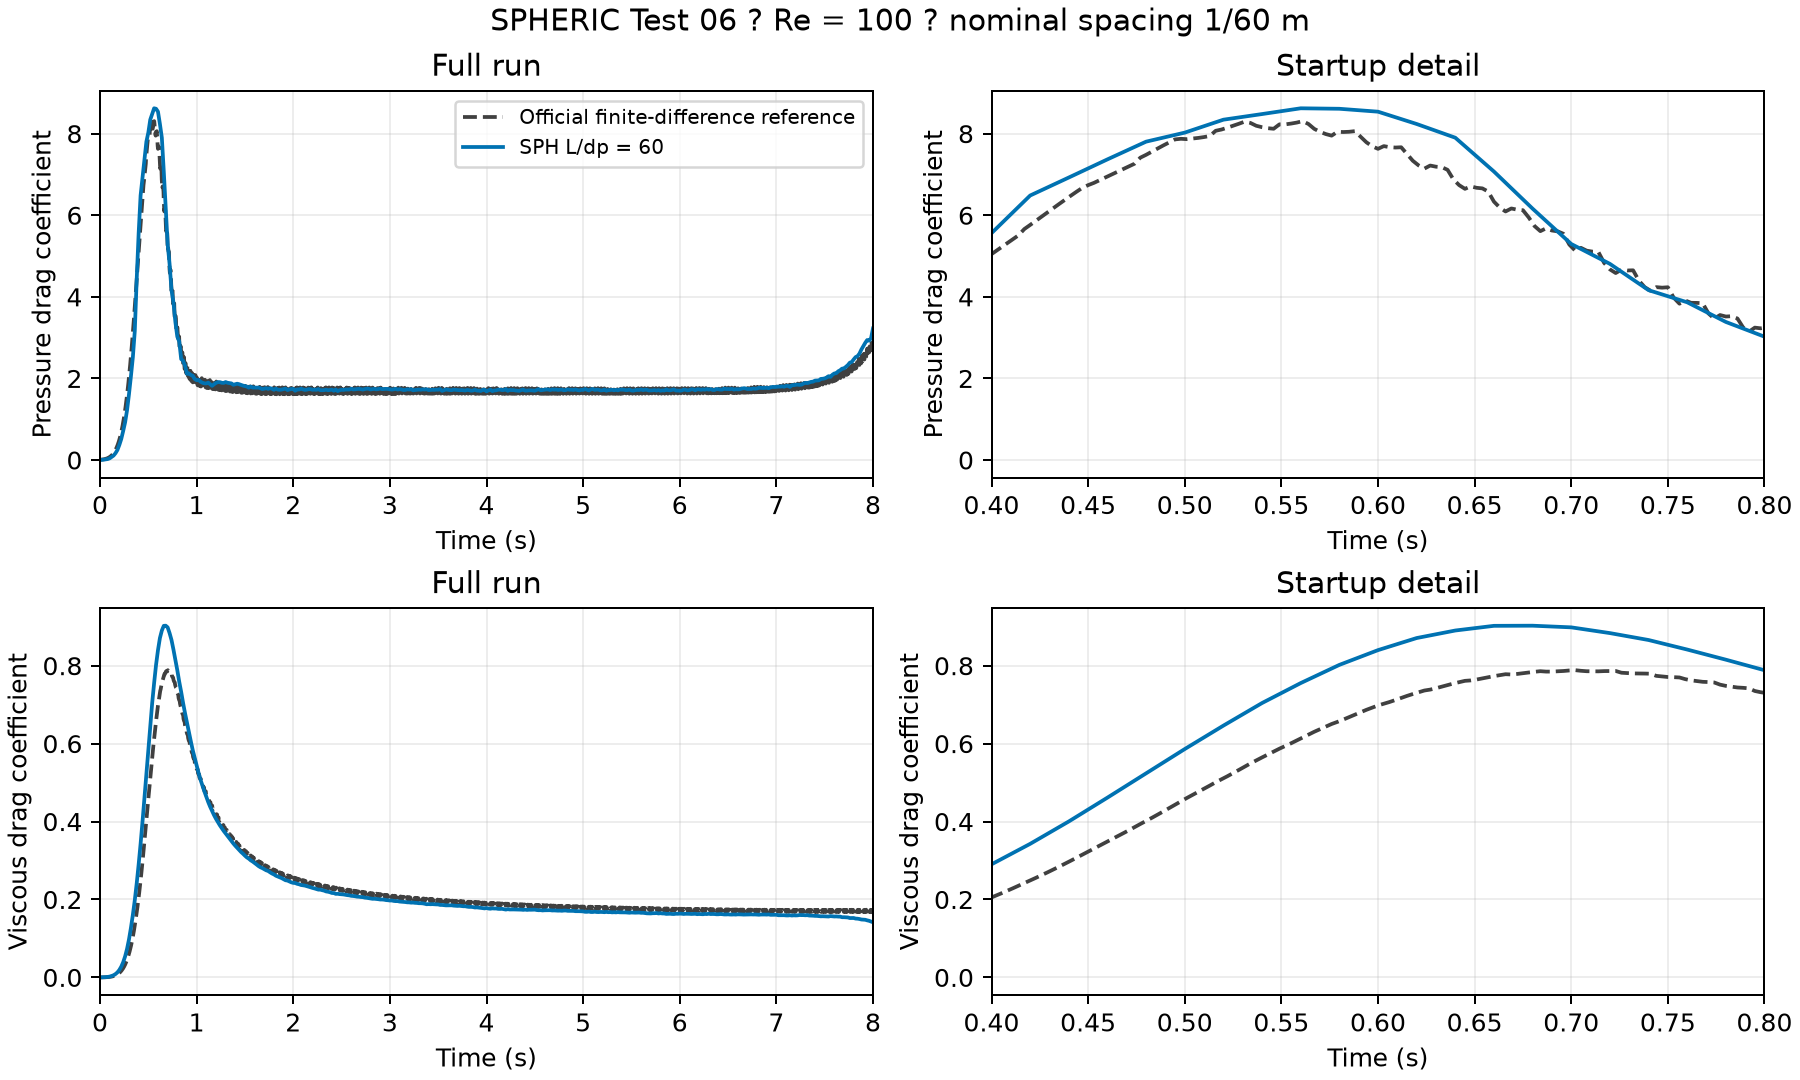 SPHERIC Test 06 ? Re = 100 ? nominal spacing 1/60 m
Full run
Pressure drag coefficient
8
6
4
2
0
Official finite-difference reference
SPH L/dp = 60
0 1 2 3 4 5 6 7 8
Time (s)
Startup detail
Pressure drag coefficient
8
6
4
2
0
0.40 0.45 0.50 0.55 0.60 0.65 0.70 0.75 0.80
Time (s)
Full run
Viscous drag coefficient
0.8
0.6
0.4
0.2
0.0
0 1 2 3 4 5 6 7 8
Time (s)
Startup detail
Viscous drag coefficient
0.8
0.6
0.4
0.2
0.0
0.40 0.45 0.50 0.55 0.60 0.65 0.70 0.75 0.80
Time (s)